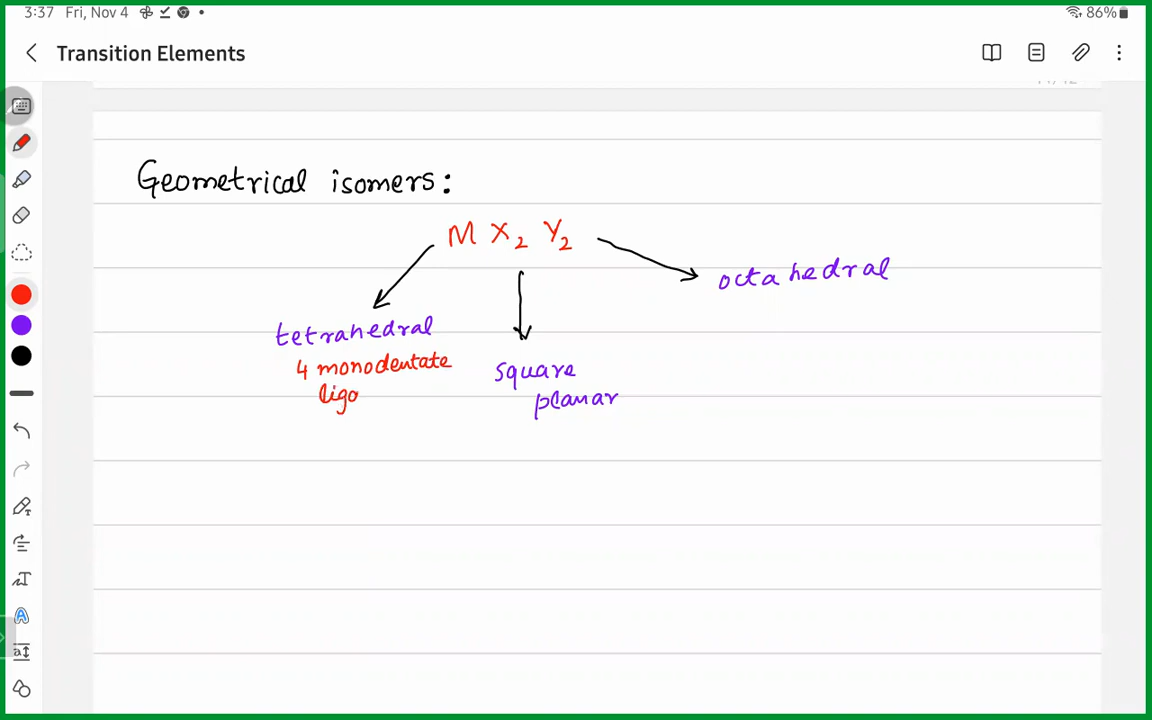 3:37 Fri, Nov 4 86%
Transition Elements
Geometrical isomers:
M X2 Y2
octahedral
tetrahedral
4 monodentate
ligo
square
planar